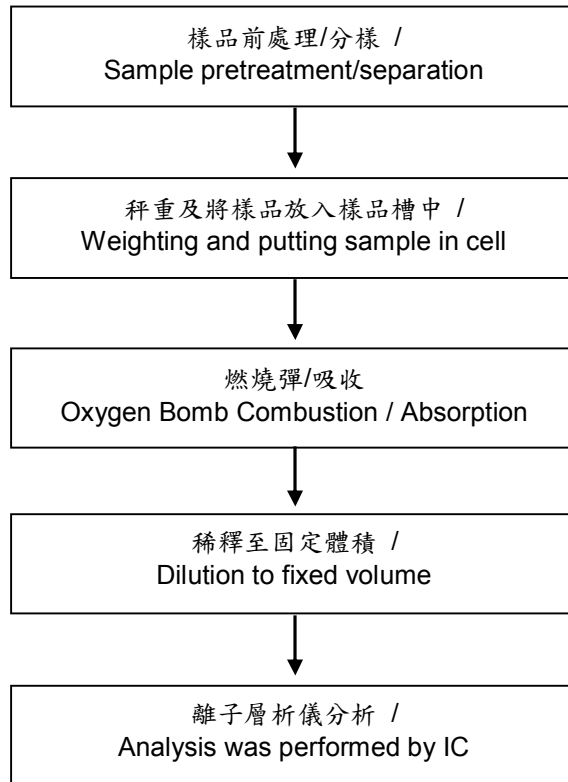 樣品前處理/分樣 /
Sample pretreatment/separation
秤重及將樣品放入樣品槽中 /
Weighting and putting sample in cell
燃燒彈/吸收
Oxygen Bomb Combustion / Absorption
稀釋至固定體積 /
Dilution to fixed volume
離子層析儀分析 /
Analysis was performed by IC